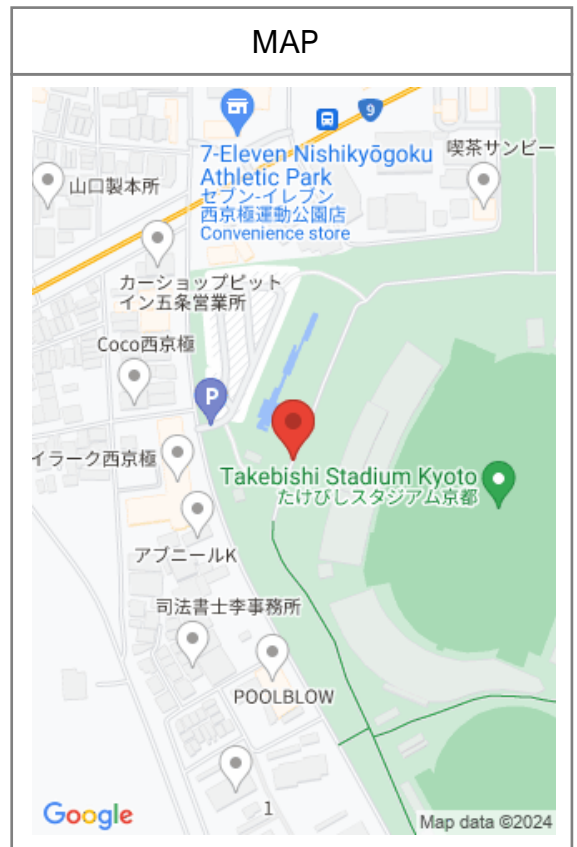 MAP
9
7-Eleven Nishikyōgoku
Athletic Park
セブン-イレブン
西京極運動公園店
Convenience store
喫茶サンビー
山口製本所
カーショップピット
イン五条営業所
Coco西京極
P
イラーク西京極
Takebishi Stadium Kyoto
たけびしスタジアム京都
アブニールK
司法書士李事務所
POOLBLOW
1
Google
Map data ©2024